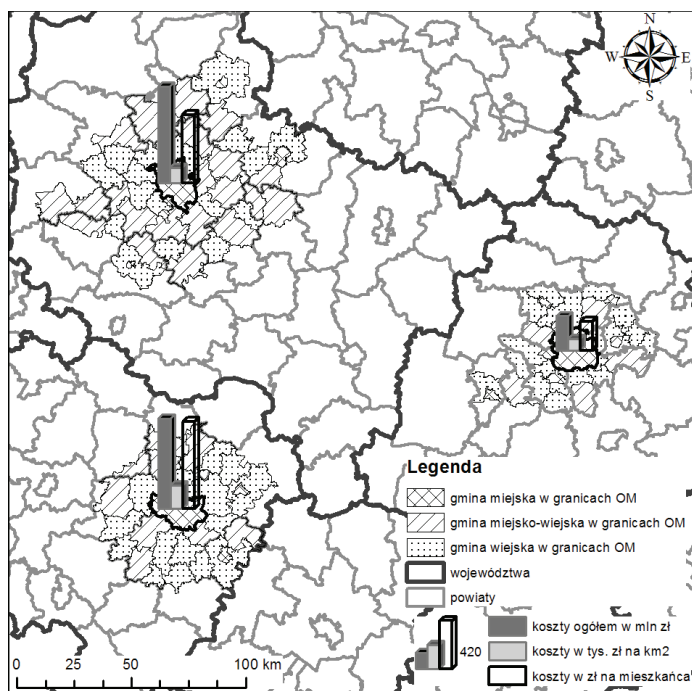 N
W E
S
Legenda
gmina miejska w granicach OM
gmina miejsko-wiejska w granicach OM
gmina wiejska w granicach OM
województwa
powiaty
420
koszty ogółem w mln zł
koszty w tys. zł na km2
koszty w zł na mieszkańca
0 25 50 100 km